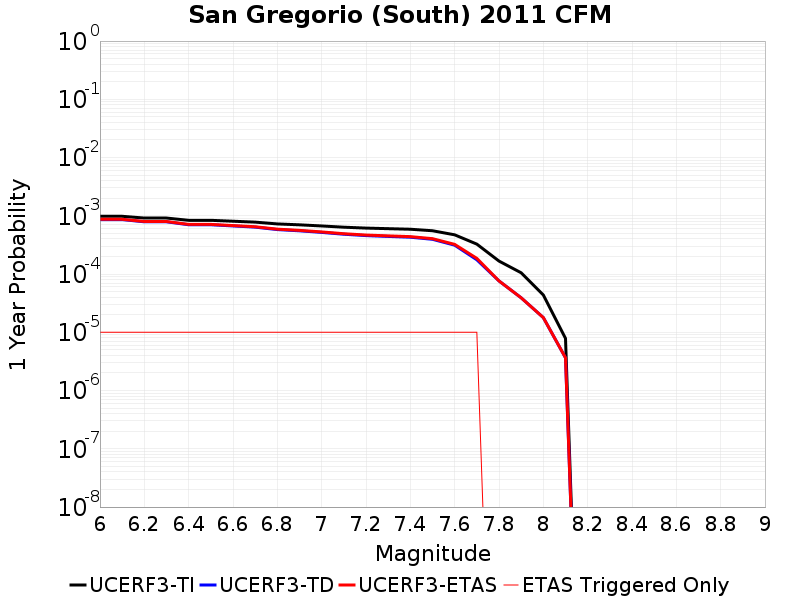 San Gregorio (South) 2011 CFM
1 Year Probability
10^0
10^-1
10^-2
10^-3
10^-4
10^-5
10^-6
10^-7
10^-8
6 6.2 6.4 6.6 6.8 7 7.2 7.4 7.6 7.8 8 8.2 8.4 8.6 8.8 9
Magnitude
UCERF3-TI UCERF3-TD UCERF3-ETAS ETAS Triggered Only